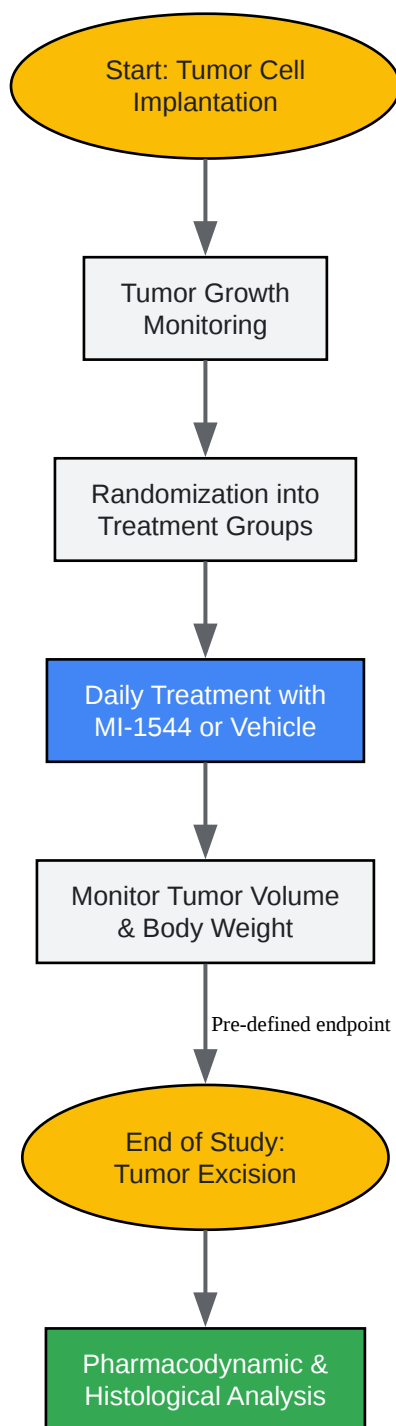 Start: Tumor Cell
Implantation
Tumor Growth
Monitoring
Randomization into
Treatment Groups
Daily Treatment with
MI-1544 or Vehicle
Monitor Tumor Volume
& Body Weight
Pre-defined endpoint
End of Study:
Tumor Excision
Pharmacodynamic &
Histological Analysis